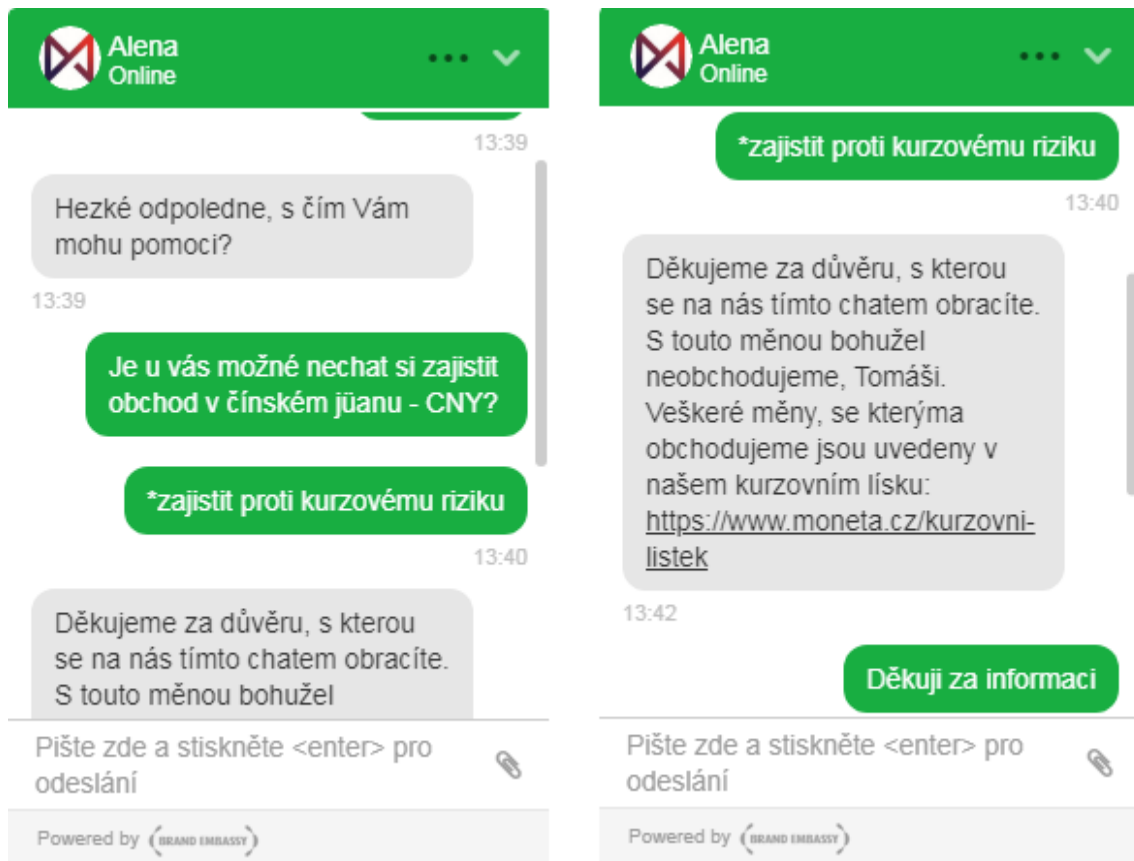 Alena
Online
13:39
Hezké odpoledne, s čím Vám
mohu pomoci?
13:39
Je u vás možné nechat si zajistit
obchod v čínském jüanu - CNY?
*zajistit proti kurzovému riziku
13:40
Děkujeme za důvěru, s kterou
se na nás tímto chatem obracíte.
S touto měnou bohužel
Pište zde a stiskněte <enter> pro
odeslání
Powered by (BRAND EMBASSY)
Alena
Online
*zajistit proti kurzovému riziku
13:40
Děkujeme za důvěru, s kterou
se na nás tímto chatem obracíte.
S touto měnou bohužel
neobchodujeme, Tomáši.
Veškeré měny, se kterýma
obchodujeme jsou uvedeny v
našem kurzovním lísku:
https://www.moneta.cz/kurzovni-
listek
13:42
Děkuji za informaci
Pište zde a stiskněte <enter> pro
odeslání
Powered by (BRAND EMBASSY)